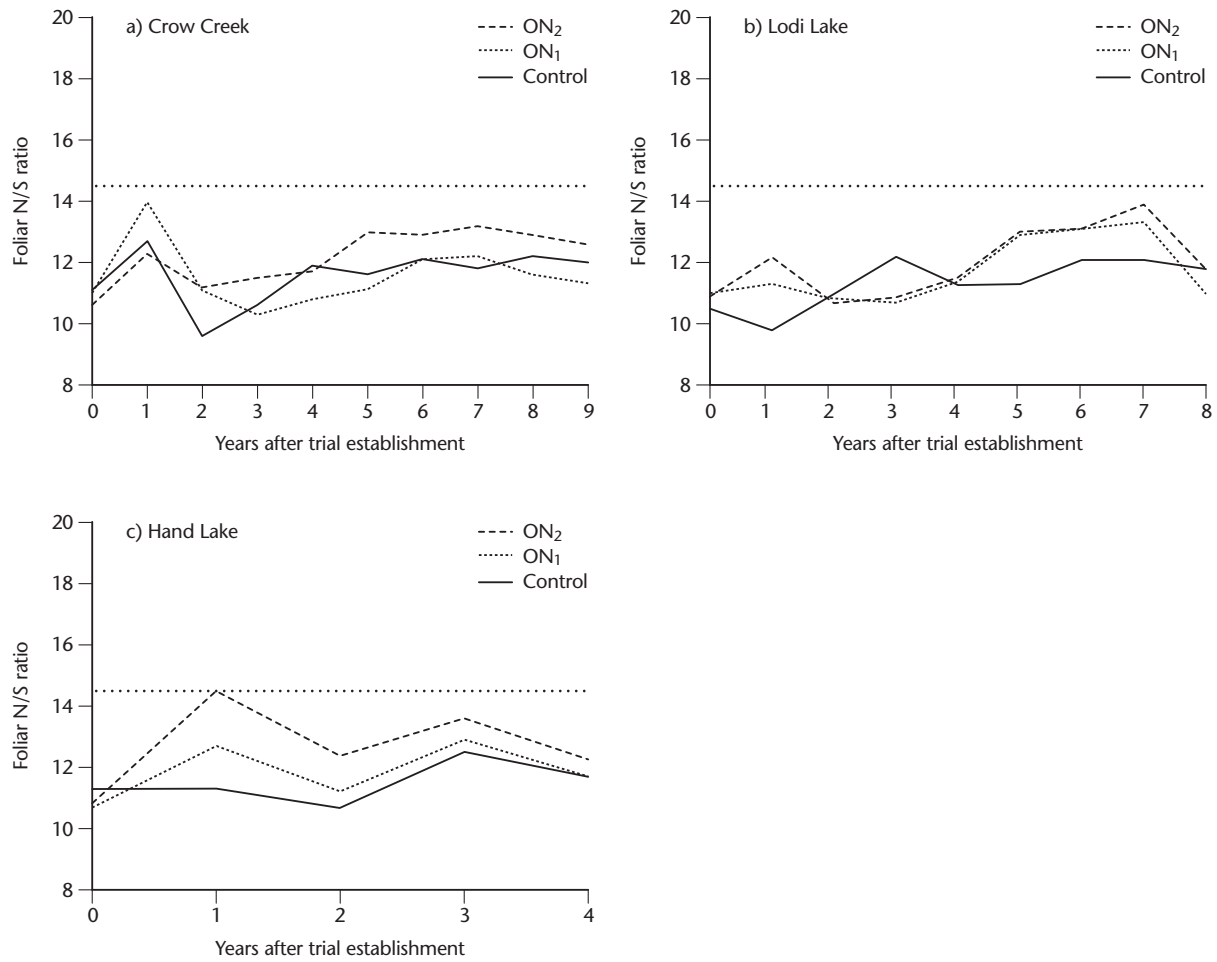 a) Crow Creek
ON₂
ON₁
Control
20
18
16
14
12
10
8
Foliar N/S ratio
0 1 2 3 4 5 6 7 8 9
Years after trial establishment
b) Lodi Lake
ON₂
ON₁
Control
20
18
16
14
12
10
8
Foliar N/S ratio
0 1 2 3 4 5 6 7 8
Years after trial establishment
c) Hand Lake
ON₂
ON₁
Control
20
18
16
14
12
10
8
Foliar N/S ratio
0 1 2 3 4
Years after trial establishment